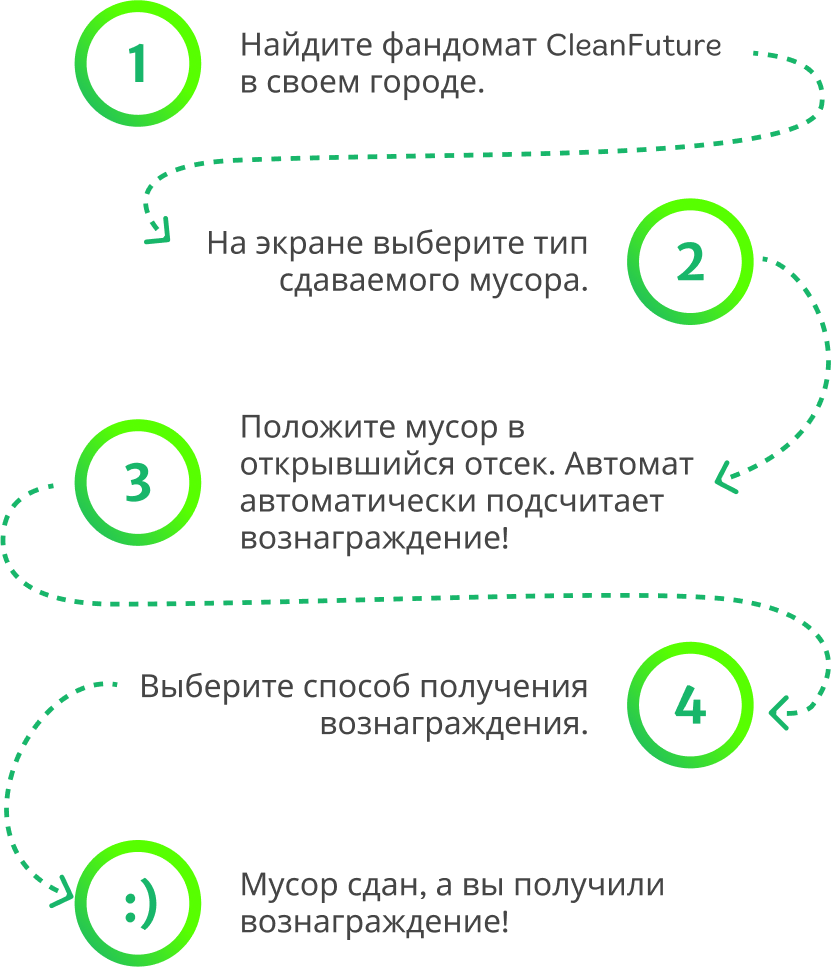 1
Найдите фандомат CleanFuture
в своем городе.
На экране выберите тип
сдаваемого мусора.
2
3
Положите мусор в
открывшийся отсек. Автомат
автоматически подсчитает
вознаграждение!
Выберите способ получения
вознаграждения.
4
:)
Мусор сдан, а вы получили
вознаграждение!